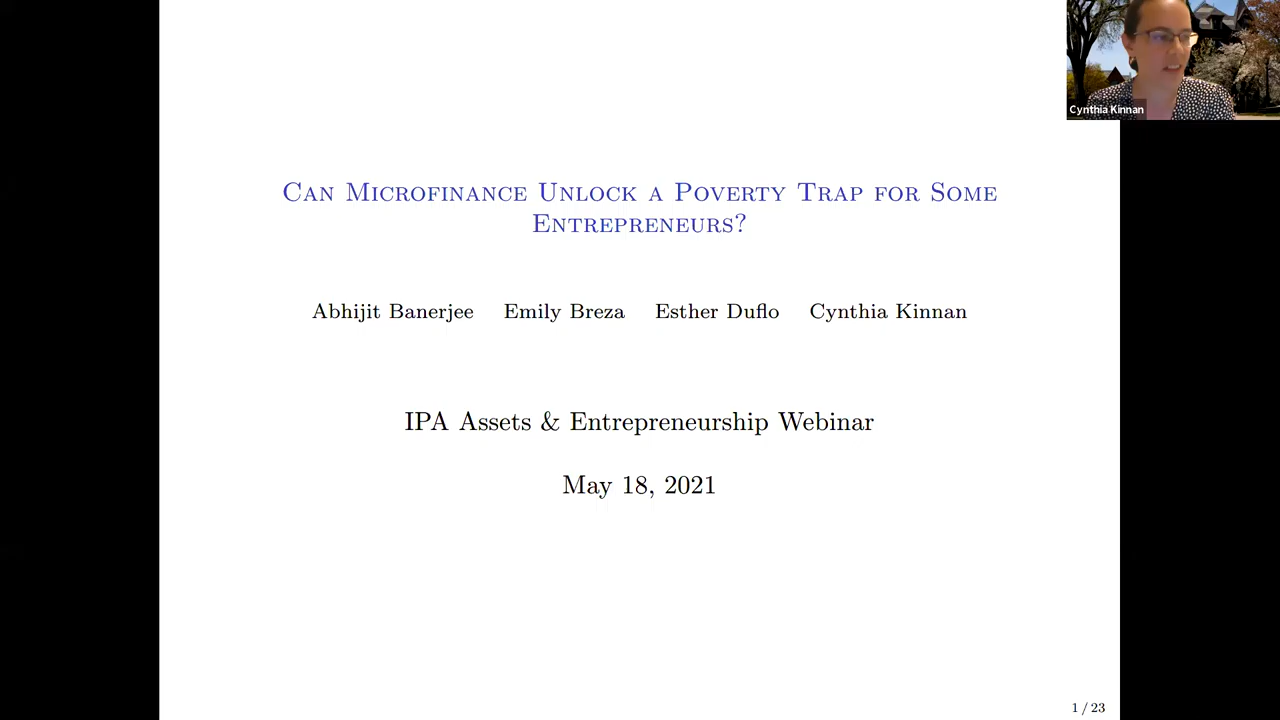 Cynthia Kinnan
Can Microfinance Unlock a Poverty Trap for Some
Entrepreneurs?
Abhijit Banerjee Emily Breza Esther Duflo Cynthia Kinnan
IPA Assets & Entrepreneurship Webinar
May 18, 2021
1 / 23